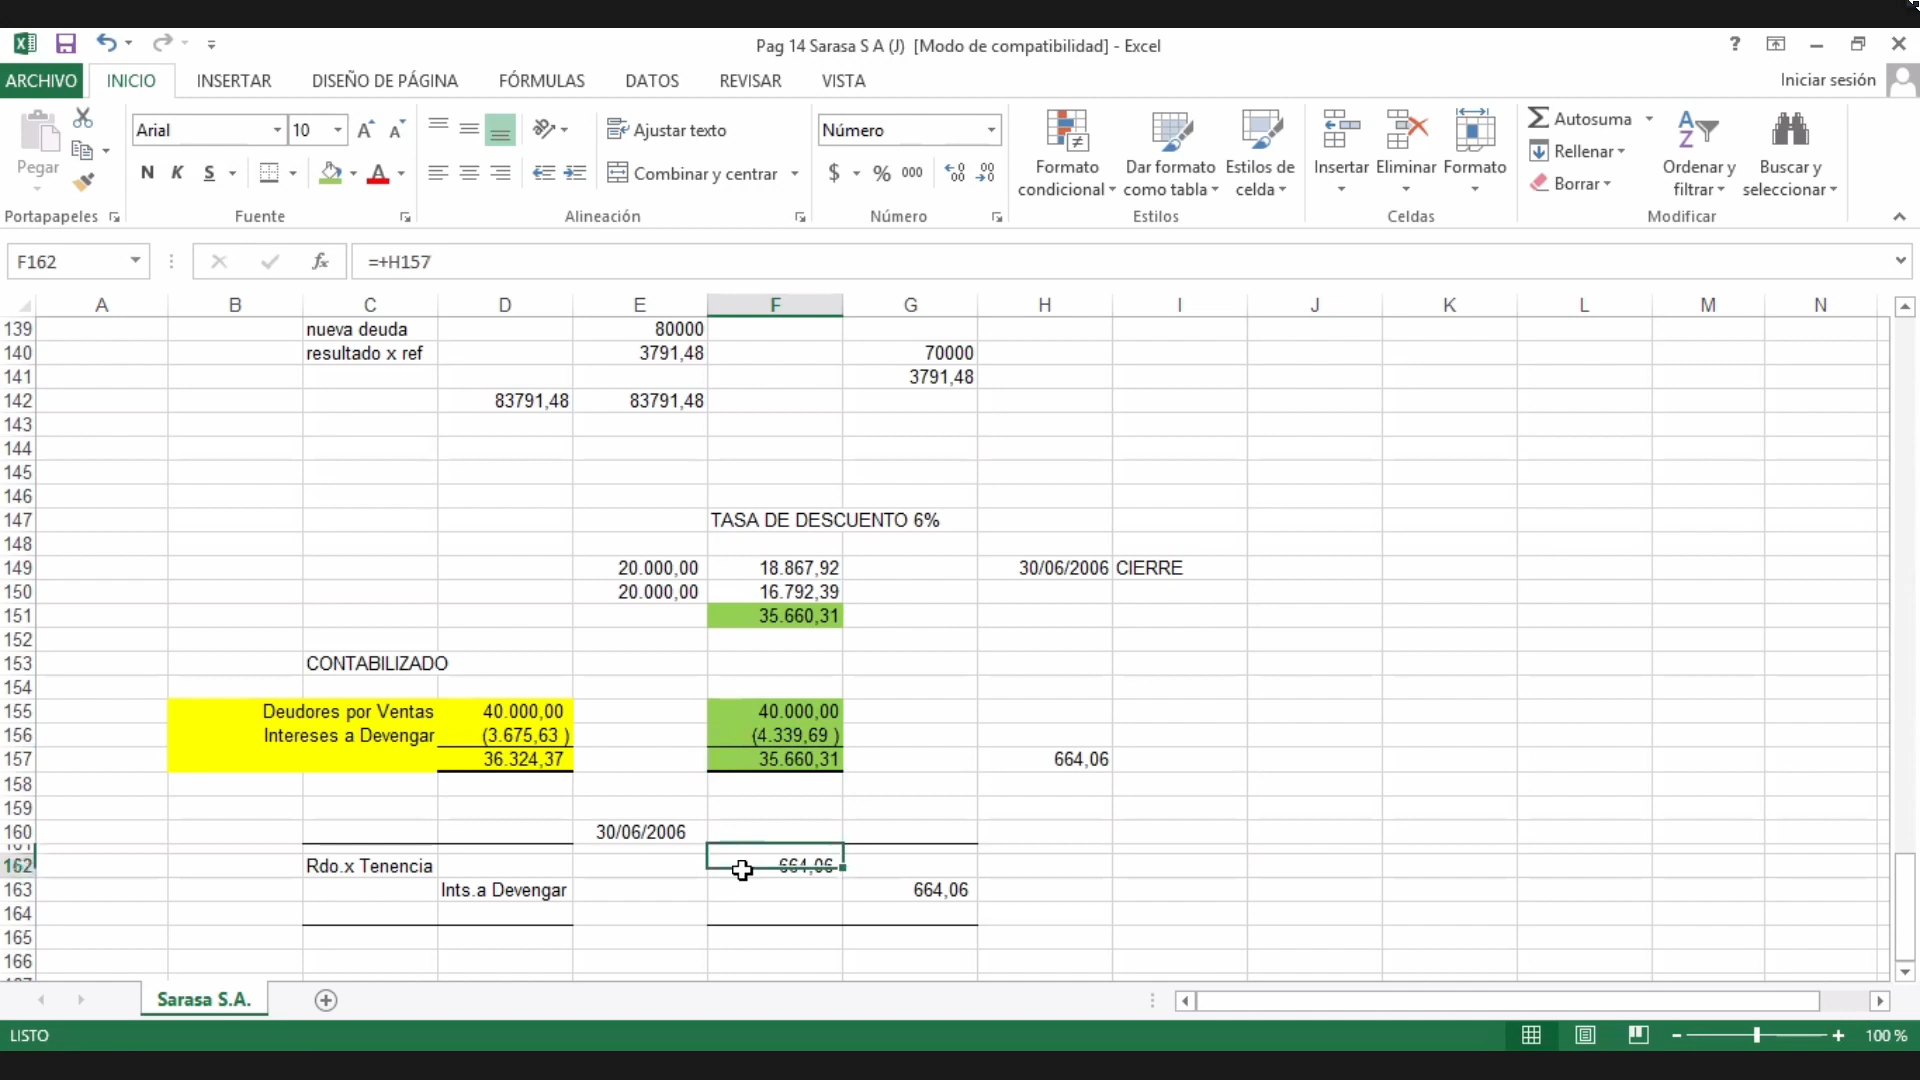 Pag 14 Sarasa S A (J) [Modo de compatibilidad] - Excel
?
ARCHIVO INICIO INSERTAR DISEÑO DE PÁGINA FÓRMULAS DATOS REVISAR VISTA Iniciar sesión
Pegar
Portapapeles
Arial 10
N K S
Fuente
Ajustar texto
Combinar y centrar
Alineación
Número
$ % 000
Número
Formato condicional
Dar formato como tabla
Estilos de celda
Estilos
Insertar Eliminar Formato
Celdas
Autosuma
Rellenar
Borrar
Ordenar y filtrar
Buscar y seleccionar
Modificar
F162 fx =+H157
A B C D E F G H I J K L M N
139 nueva deuda 80000
140 resultado x ref 3791,48 70000
141 3791,48
142 83791,48 83791,48
143
144
145
146
147 TASA DE DESCUENTO 6%
148
149 20.000,00 18.867,92 30/06/2006 CIERRE
150 20.000,00 16.792,39
151 35.660,31
152
153 CONTABILIZADO
154
155 Deudores por Ventas 40.000,00 40.000,00
156 Intereses a Devengar (3.675,63 ) (4.339,69 )
157 36.324,37 35.660,31 664,06
158
159
160 30/06/2006
161
162 Rdo.x Tenencia 664,06
163 Ints.a Devengar 664,06
164
165
166
Sarasa S.A.
LISTO 100 %